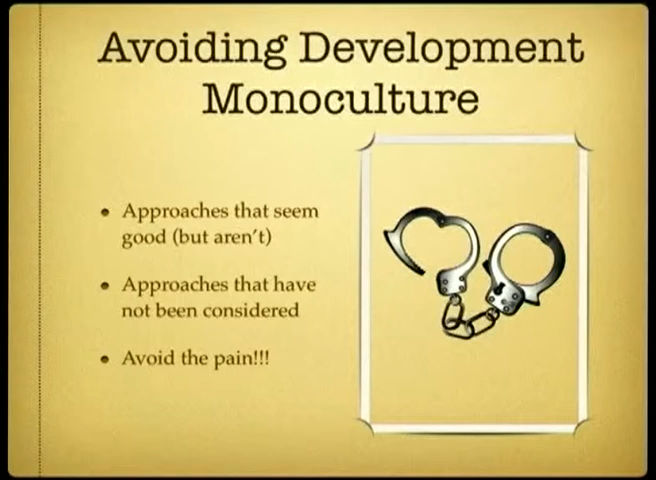 Avoiding Development
Monoculture
• Approaches that seem
good (but aren't)
• Approaches that have
not been considered
• Avoid the pain!!!